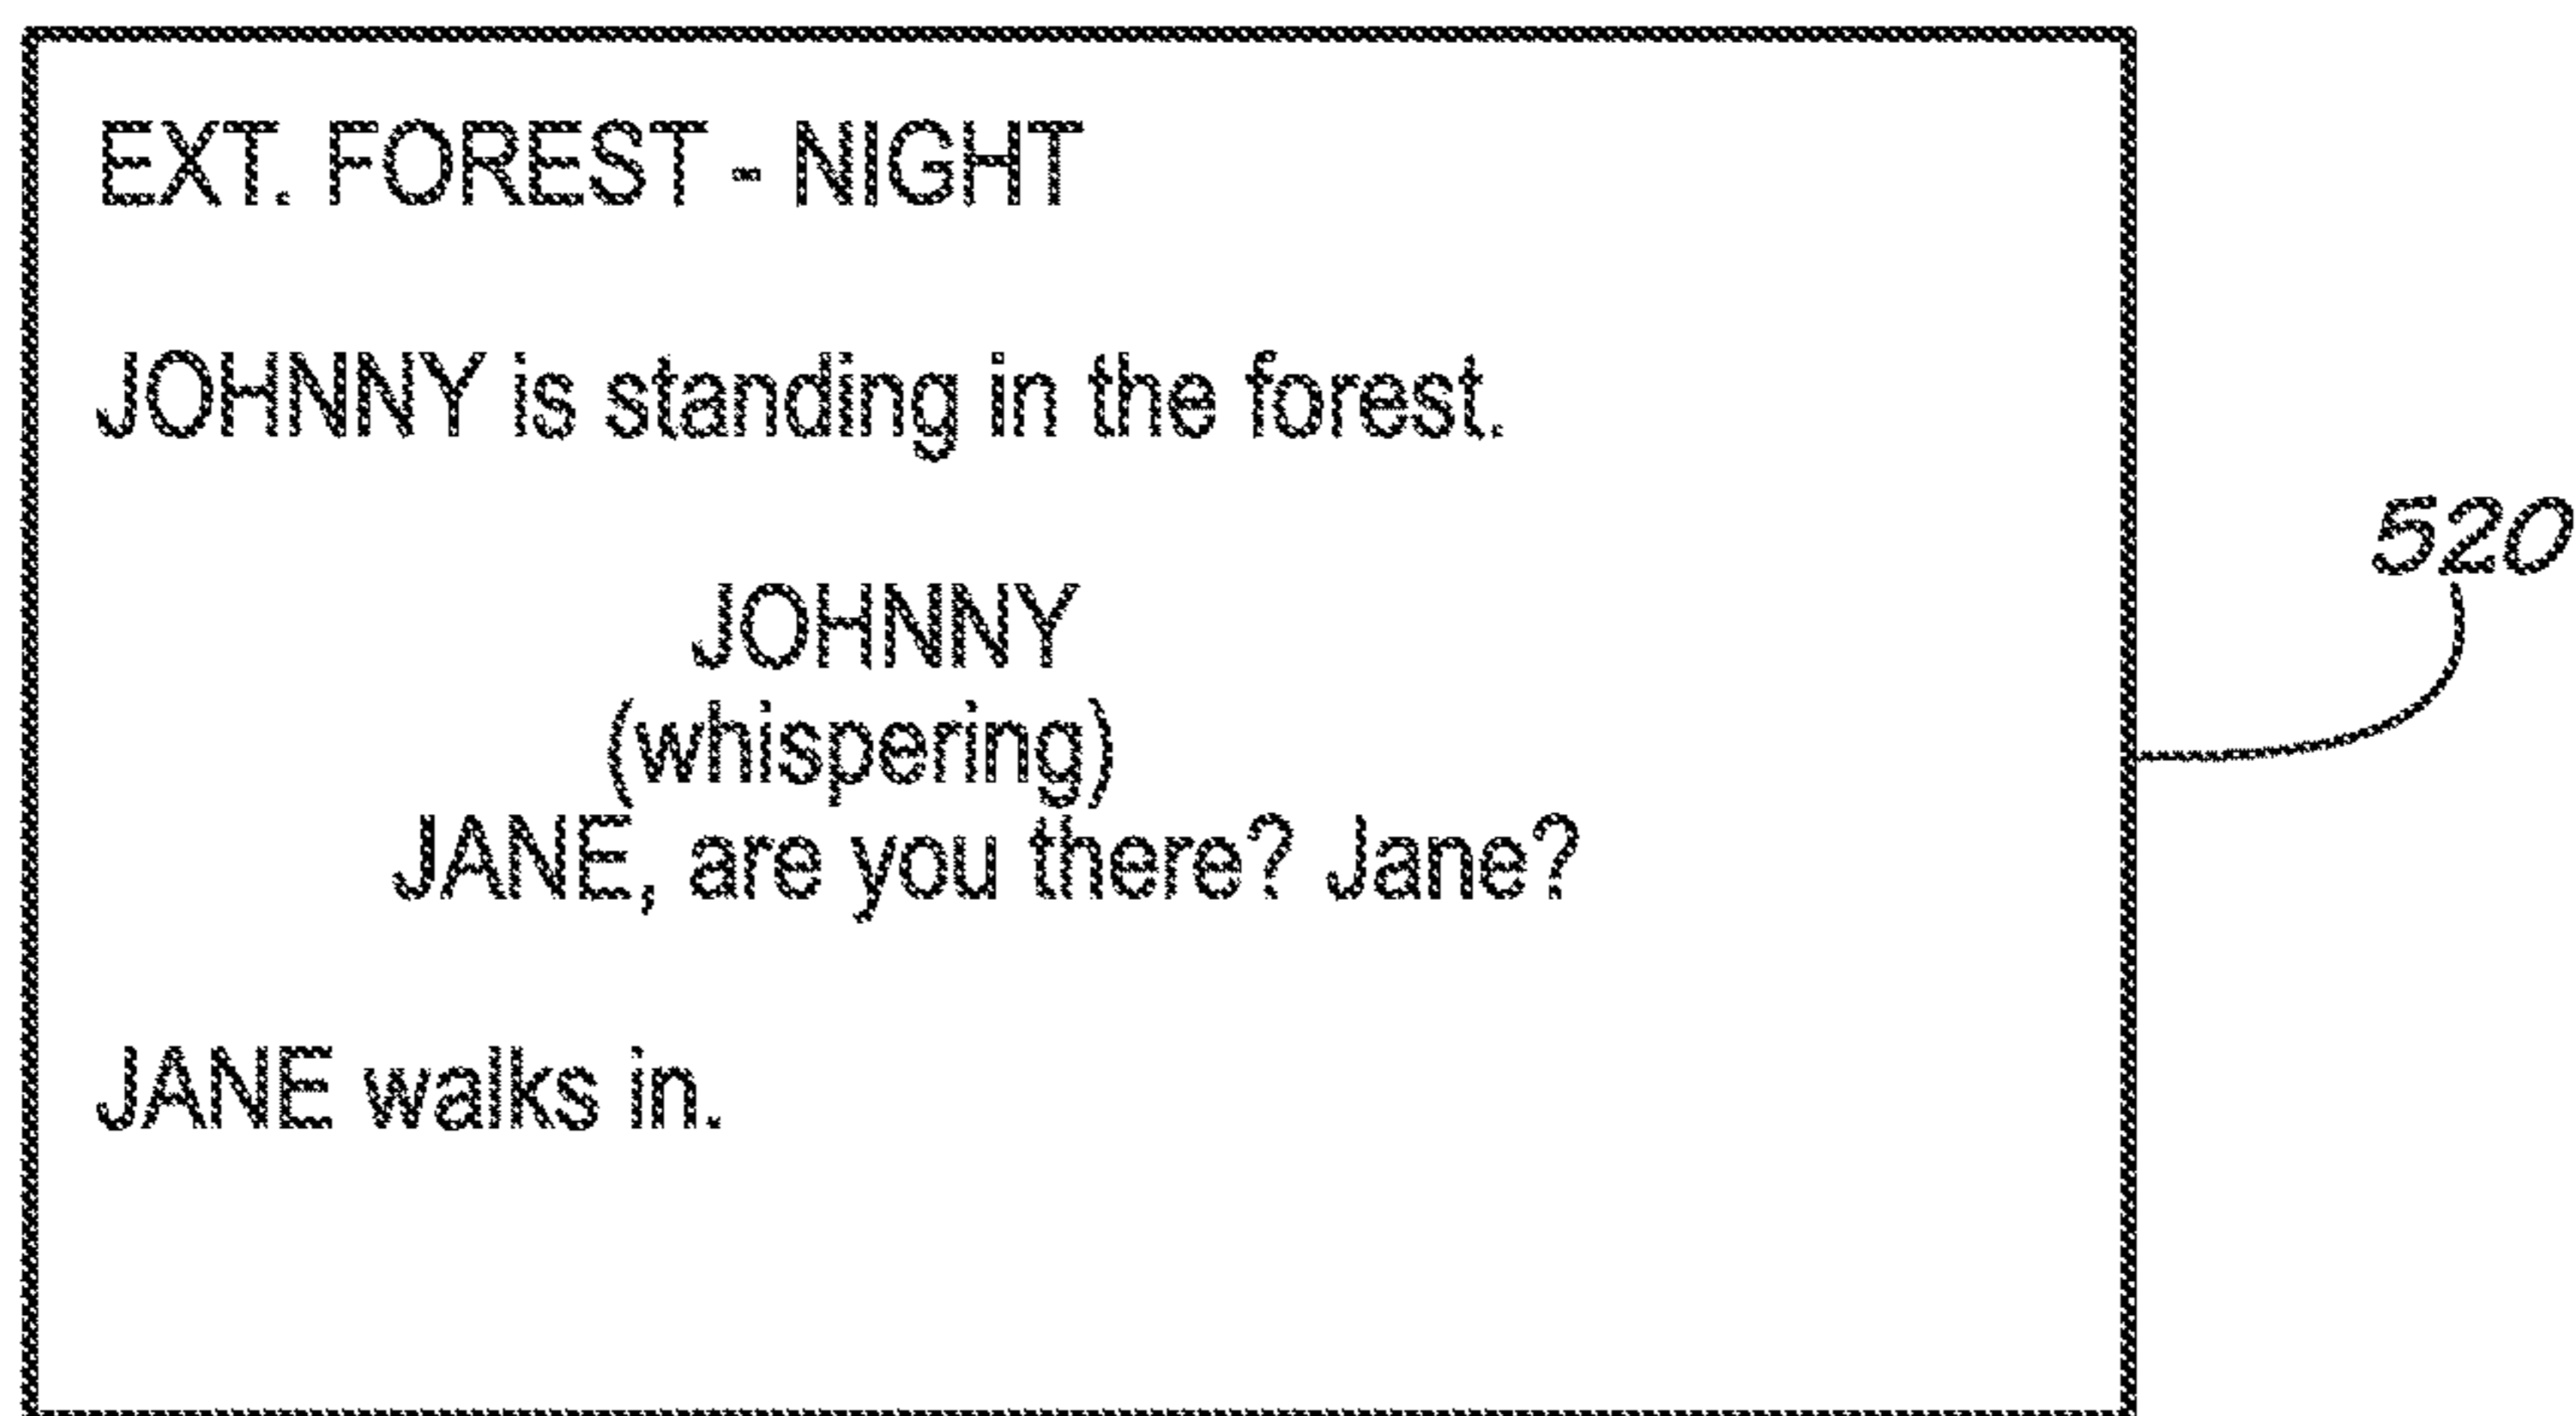 EXT. FOREST - NIGHT
JOHNNY is standing in the forest.
520
JOHNNY
(whispering)
JANE, are you there? Jane?
JANE walks in.